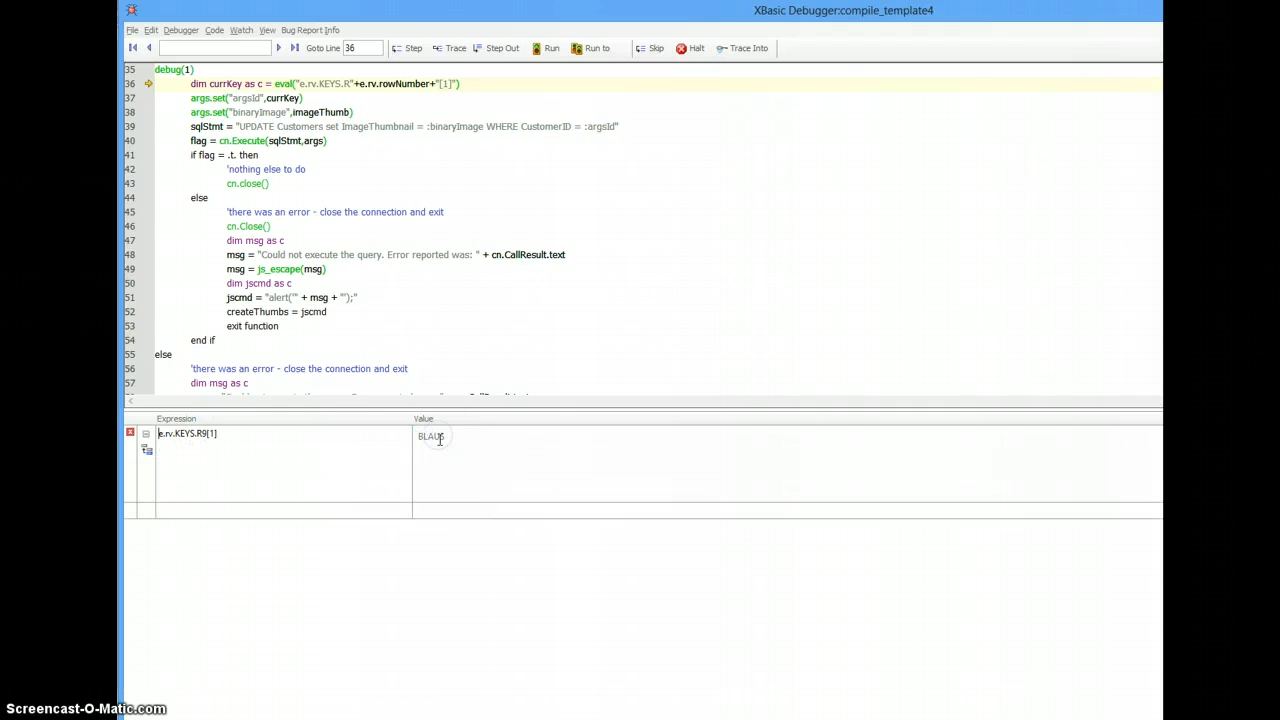 XBasic Debugger:compile_template4
File Edit Debugger Code Watch View Bug Report Info
Goto Line 36 Step Trace Step Out Run Run to Skip Halt Trace Into
35 debug(1)
36 dim currKey as c = eval("e.rv.KEYS.R"+e.rv.rowNumber+"[1]")
37 args.set("argsId",currKey)
38 args.set("binaryImage",imageThumb)
39 sqlStmt = "UPDATE Customers set ImageThumbnail = :binaryImage WHERE CustomerID = :argsId"
40 flag = cn.Execute(sqlStmt,args)
41 if flag = .t. then
42 'nothing else to do
43 cn.close()
44 else
45 'there was an error - close the connection and exit
46 cn.Close()
47 dim msg as c
48 msg = "Could not execute the query. Error reported was: " + cn.CallResult.text
49 msg = js_escape(msg)
50 dim jscmd as c
51 jscmd = "alert('" + msg + "');"
52 createThumbs = jscmd
53 exit function
54 end if
55 else
56 'there was an error - close the connection and exit
57 dim msg as c
Expression Value
e.rv.KEYS.R9[1] BLAUS
Screencast-O-Matic.com